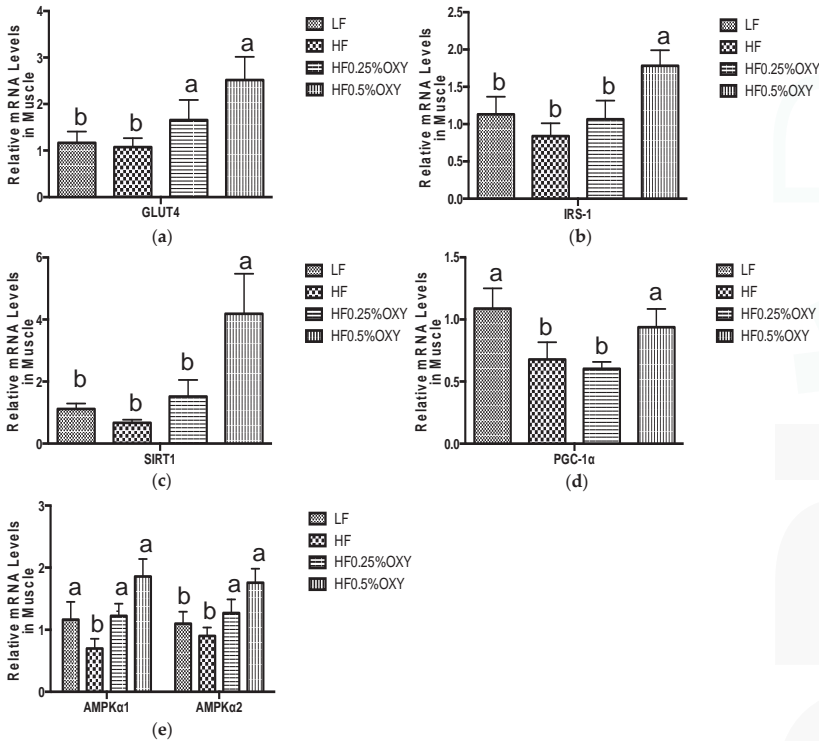 Relative mRNA Levels
in Muscle
4
3
2
1
0
b
b
a
a
GLUT4
LF
HF
HF0.25%OXY
HF0.5%OXY
(a)
Relative mRNA Levels
in Muscle
2.5
2.0
1.5
1.0
0.5
0.0
b
b
b
a
IRS-1
LF
HF
HF0.25%OXY
HF0.5%OXY
(b)
Relative mRNA Levels
in Muscle
6
4
2
0
b
b
b
a
SIRT1
LF
HF
HF0.25%OXY
HF0.5%OXY
(c)
Relative mRNA Levels
in Muscle
1.5
1.0
0.5
0.0
a
b
b
a
PGC-1α
LF
HF
HF0.25%OXY
HF0.5%OXY
(d)
Relative mRNA Levels
in Muscle
3
2
1
0
a
b
a
a
b
b
a
a
AMPKα1 AMPKα2
LF
HF
HF0.25%OXY
HF0.5%OXY
(e)